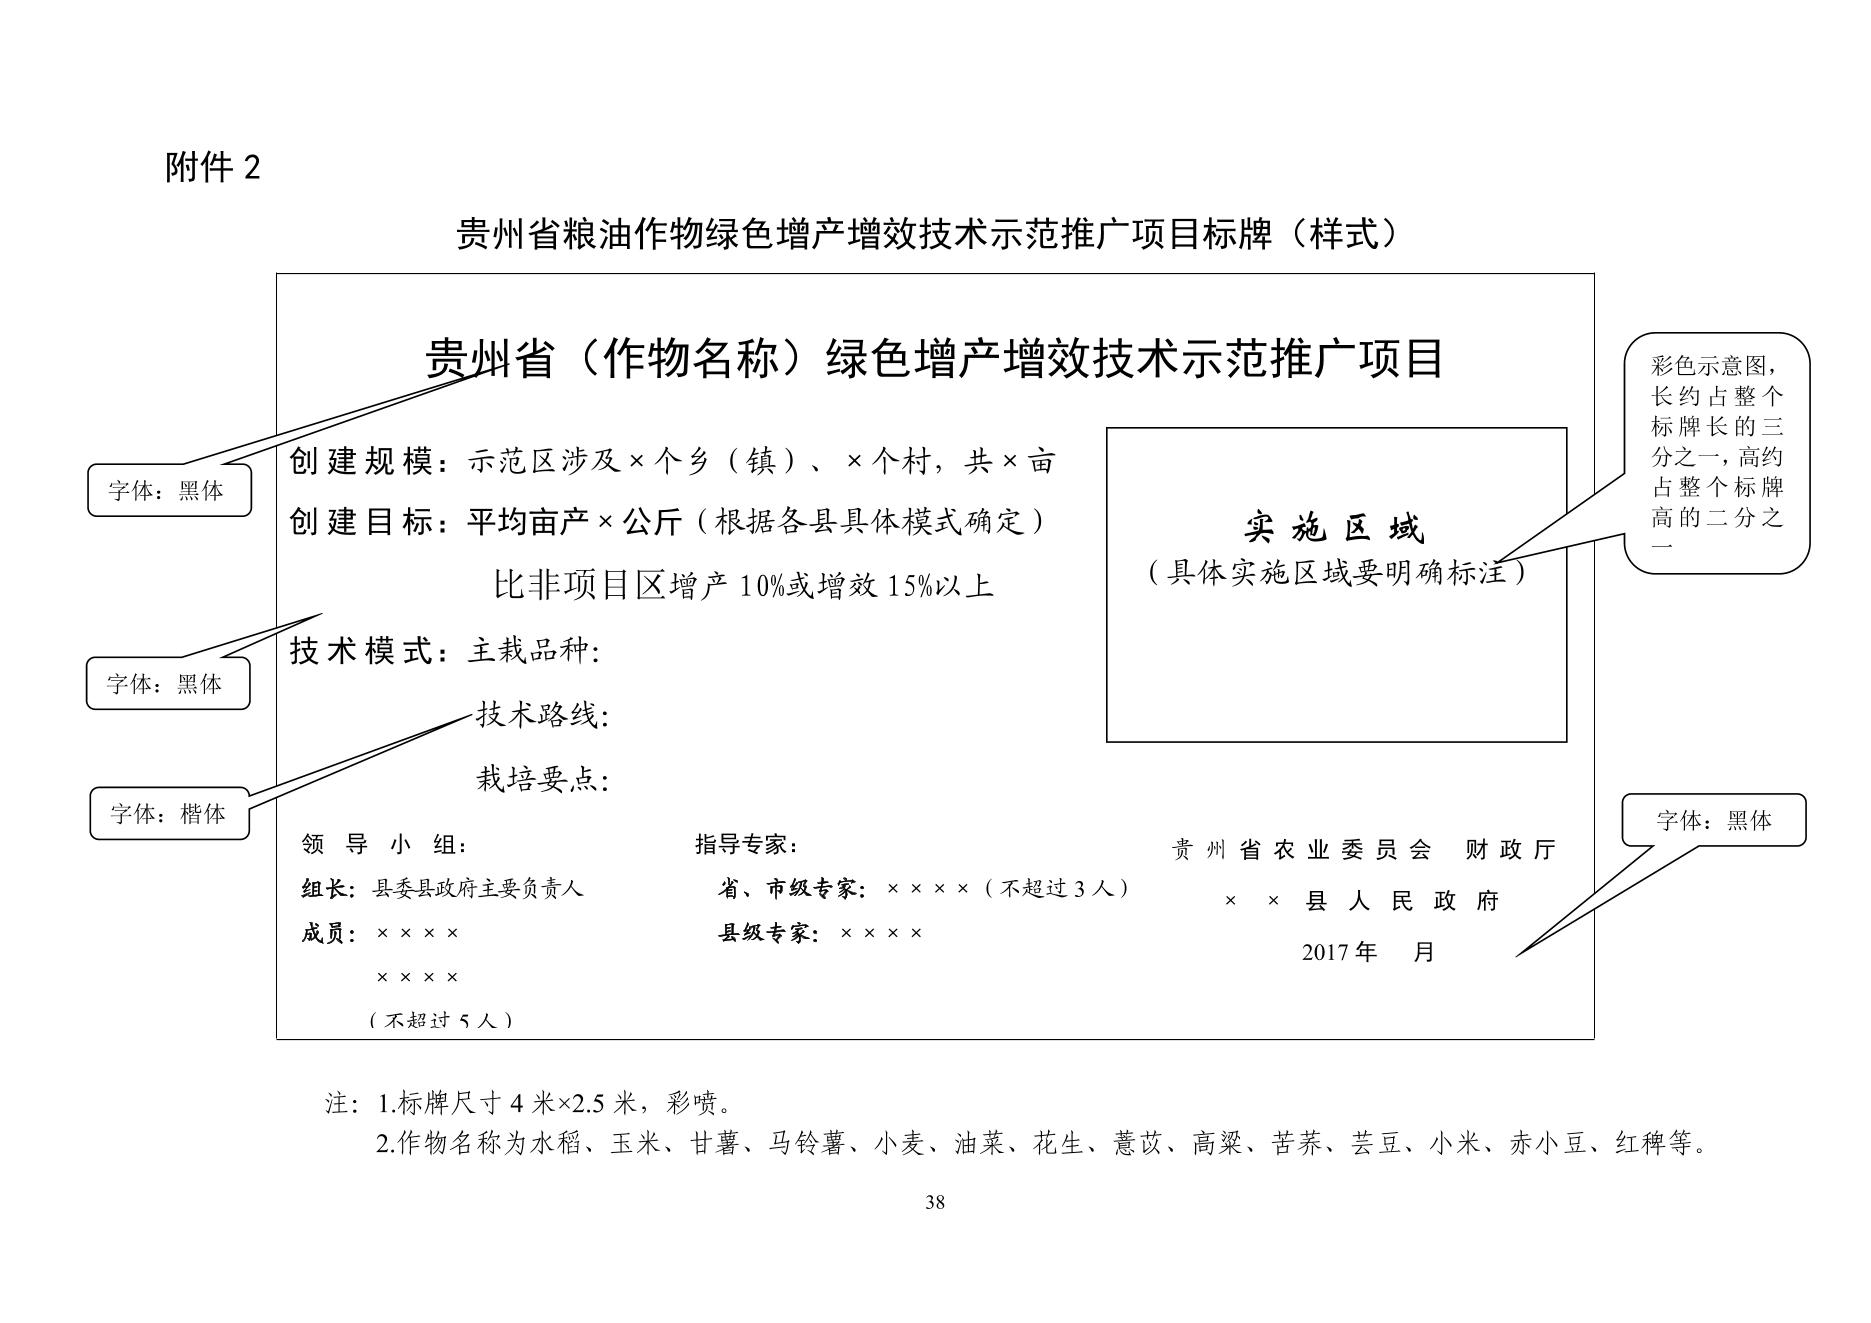 附件 2
贵州省粮油作物绿色增产增效技术示范推广项目标牌（样式）
贵州省（作物名称）绿色增产增效技术示范推广项目
字体：黑体
创 建 规 模：示范区涉及×个乡（镇）、×个村，共×亩
创 建 目 标：平均亩产×公斤（根据各县具体模式确定）
比非项目区增产 10%或增效 15%以上
字体：黑体
技 术 模 式：主栽品种：
技术路线：
栽培要点：
字体：楷体
实 施 区 域
（具体实施区域要明确标注）
彩色示意图，
长约占整个
标牌长的三
分之一，高约
占整个标牌
高的二分之
一
领 导 小 组：
组长：县委县政府主要负责人
成员：××××
××××
（不超过 5 人）
指导专家：
省、市级专家：××××（不超过 3 人）
县级专家：××××
贵 州 省 农 业 委 员 会 财 政 厅
× × 县 人 民 政 府
2017 年 月
字体：黑体
注：1.标牌尺寸 4 米×2.5 米，彩喷。
2.作物名称为水稻、玉米、甘薯、马铃薯、小麦、油菜、花生、薏苡、高粱、苦荞、芸豆、小米、赤小豆、红稗等。
38